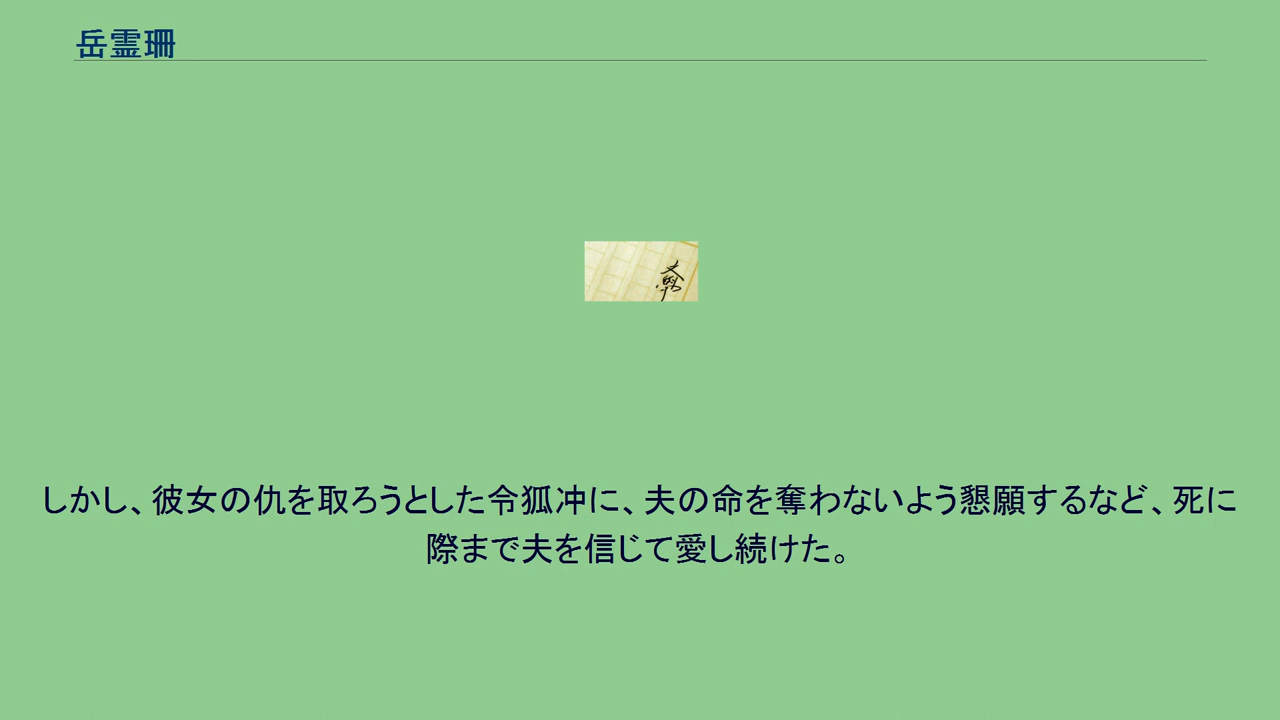 岳霊珊
しかし、彼女の仇を取ろうとした令狐冲に、夫の命を奪わないよう懇願するなど、死に
際まで夫を信じて愛し続けた。